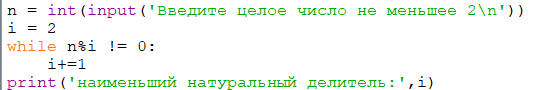 n = int(input('Введите целое число не меньшее 2\n'))
i = 2
while n%i != 0:
    i+=1
print('наименьший натуральный делитель:',i)